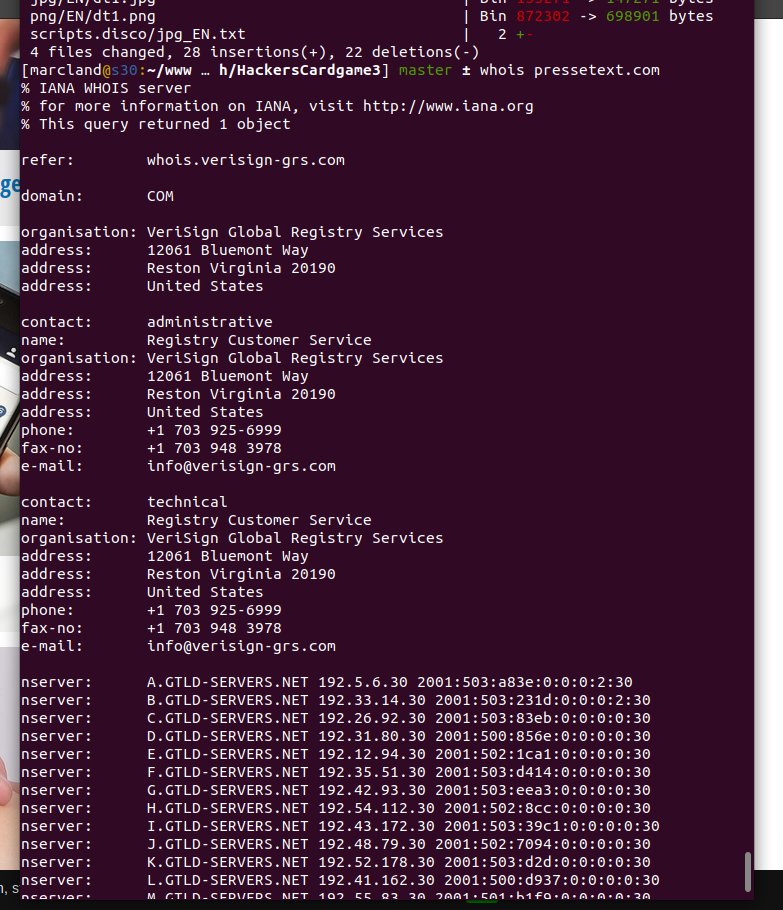 png/EN/dt1.png | Bin 872302 -> 698901 bytes
scripts.disco/jpg_EN.txt | 2 +-
4 files changed, 28 insertions(+), 22 deletions(-)
[marcland@s30:~/www … h/HackersCardgame3] master ± whois pressetext.com
% IANA WHOIS server
% for more information on IANA, visit http://www.iana.org
% This query returned 1 object
refer: whois.verisign-grs.com
domain: COM
organisation: VeriSign Global Registry Services
address: 12061 Bluemont Way
address: Reston Virginia 20190
address: United States
contact: administrative
name: Registry Customer Service
organisation: VeriSign Global Registry Services
address: 12061 Bluemont Way
address: Reston Virginia 20190
address: United States
phone: +1 703 925-6999
fax-no: +1 703 948 3978
e-mail: info@verisign-grs.com
contact: technical
name: Registry Customer Service
organisation: VeriSign Global Registry Services
address: 12061 Bluemont Way
address: Reston Virginia 20190
address: United States
phone: +1 703 925-6999
fax-no: +1 703 948 3978
e-mail: info@verisign-grs.com
nserver: A.GTLD-SERVERS.NET 192.5.6.30 2001:503:a83e:0:0:0:2:30
nserver: B.GTLD-SERVERS.NET 192.33.14.30 2001:503:231d:0:0:0:2:30
nserver: C.GTLD-SERVERS.NET 192.26.92.30 2001:503:83eb:0:0:0:0:30
nserver: D.GTLD-SERVERS.NET 192.31.80.30 2001:500:856e:0:0:0:0:30
nserver: E.GTLD-SERVERS.NET 192.12.94.30 2001:502:1ca1:0:0:0:0:30
nserver: F.GTLD-SERVERS.NET 192.35.51.30 2001:503:d414:0:0:0:0:30
nserver: G.GTLD-SERVERS.NET 192.42.93.30 2001:503:eea3:0:0:0:0:30
nserver: H.GTLD-SERVERS.NET 192.54.112.30 2001:502:8cc:0:0:0:0:30
nserver: I.GTLD-SERVERS.NET 192.43.172.30 2001:503:39c1:0:0:0:0:30
nserver: J.GTLD-SERVERS.NET 192.48.79.30 2001:502:7094:0:0:0:0:30
nserver: K.GTLD-SERVERS.NET 192.52.178.30 2001:503:d2d:0:0:0:0:30
nserver: L.GTLD-SERVERS.NET 192.41.162.30 2001:500:d937:0:0:0:0:30
nserver: M.GTLD-SERVERS.NET 192.55.83.30 2001:501:b1f9:0:0:0:0:30